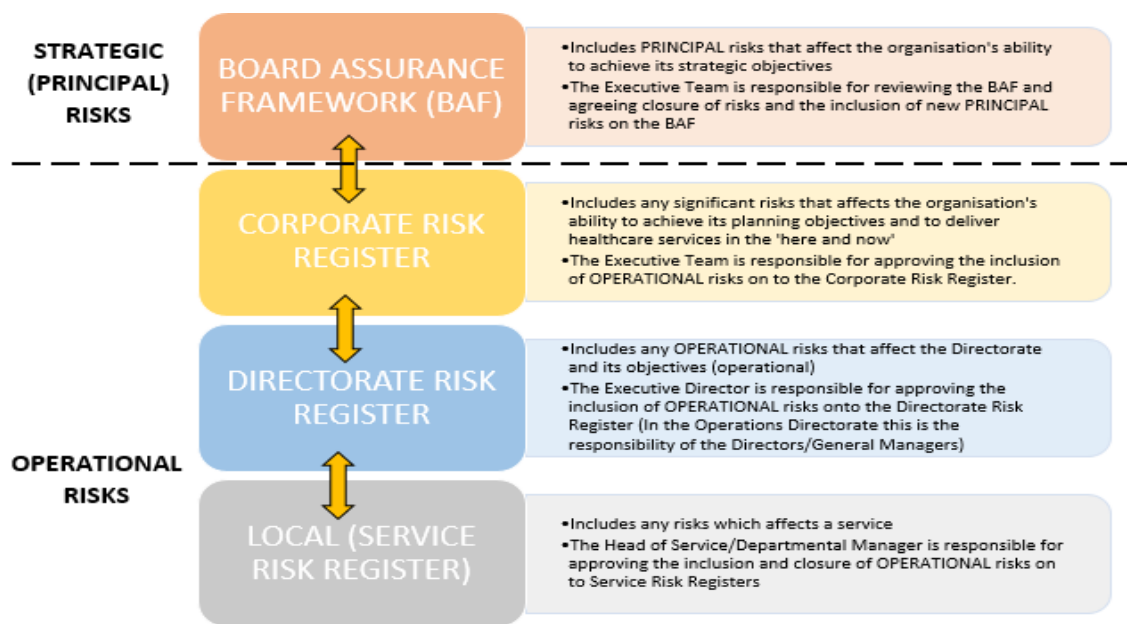 STRATEGIC
(PRINCIPAL)
RISKS
BOARD ASSURANCE
FRAMEWORK (BAF)
•Includes PRINCIPAL risks that affect the organisation's ability
to achieve its strategic objectives
•The Executive Team is responsible for reviewing the BAF and
agreeing closure of risks and the inclusion of new PRINCIPAL
risks on the BAF
CORPORATE RISK
REGISTER
•Includes any significant risks that affects the organisation's
ability to achieve its planning objectives and to deliver
healthcare services in the 'here and now'
•The Executive Team is responsible for approving the inclusion
of OPERATIONAL risks on to the Corporate Risk Register.
DIRECTORATE RISK
REGISTER
•Includes any OPERATIONAL risks that affect the Directorate
and its objectives (operational)
•The Executive Director is responsible for approving the
inclusion of OPERATIONAL risks onto the Directorate Risk
Register (In the Operations Directorate this is the
responsibility of the Directors/General Managers)
OPERATIONAL
RISKS
LOCAL (SERVICE
RISK REGISTER)
•Includes any risks which affects a service
•The Head of Service/Departmental Manager is responsible for
approving the inclusion and closure of OPERATIONAL risks on
to Service Risk Registers